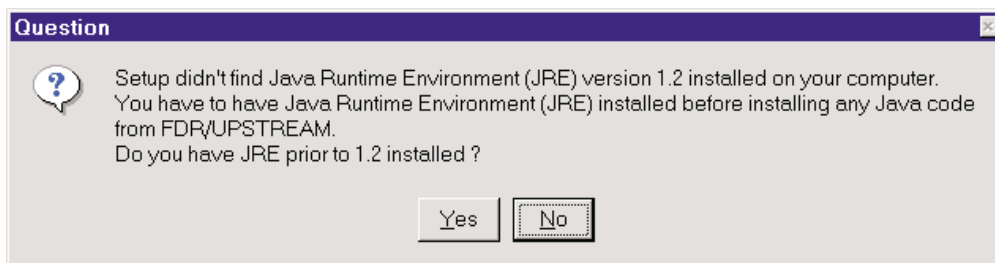 Question
Setup didn't find Java Runtime Environment (JRE) version 1.2 installed on your computer.
You have to have Java Runtime Environment (JRE) installed before installing any Java code
from FDR/UPSTREAM.
Do you have JRE prior to 1.2 installed ?
Yes
No